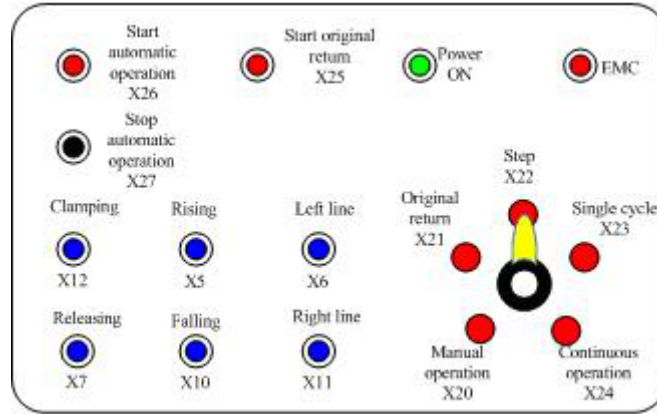 Start
automatic
operation
X26
Start original
return
X25
Power
ON
EMC
Stop
automatic
operation
X27
Step
X22
Original
return
X21
Single cycle
X23
Clamping
X12
Rising
X5
Left line
X6
Releasing
X7
Falling
X10
Right line
X11
Manual
operation
X20
Continuous
operation
X24